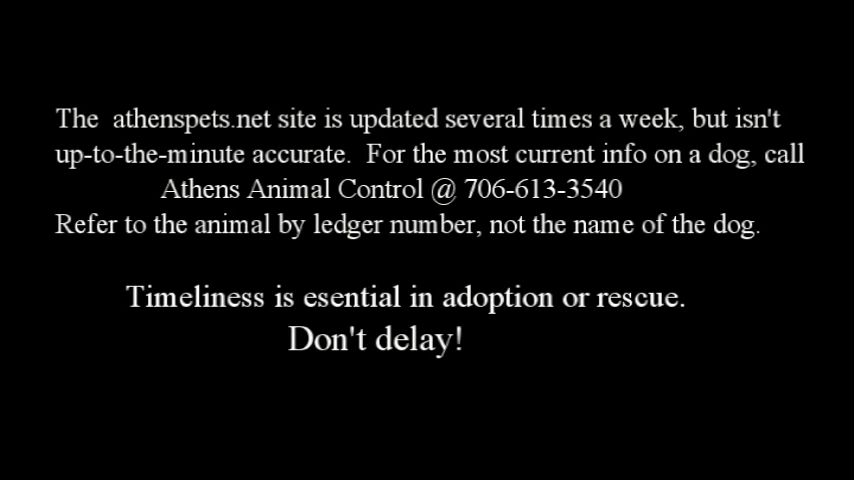 The  athenspets.net site is updated several times a week, but isn't
up-to-the-minute accurate.  For the most current info on a dog, call
Athens Animal Control @ 706-613-3540
Refer to the animal by ledger number, not the name of the dog.
Timeliness is esential in adoption or rescue.
Don't delay!